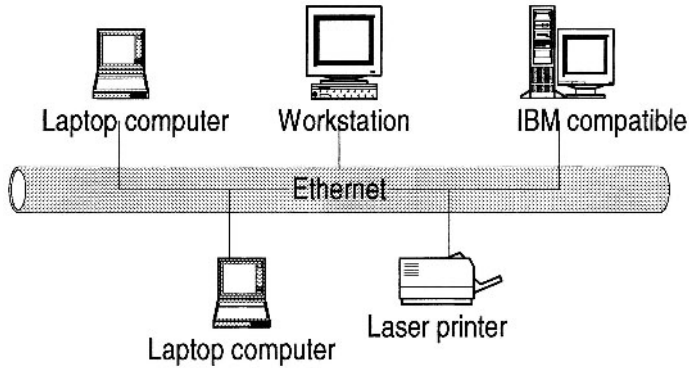 Laptop computer
Workstation
IBM compatible
Ethernet
Laptop computer
Laser printer